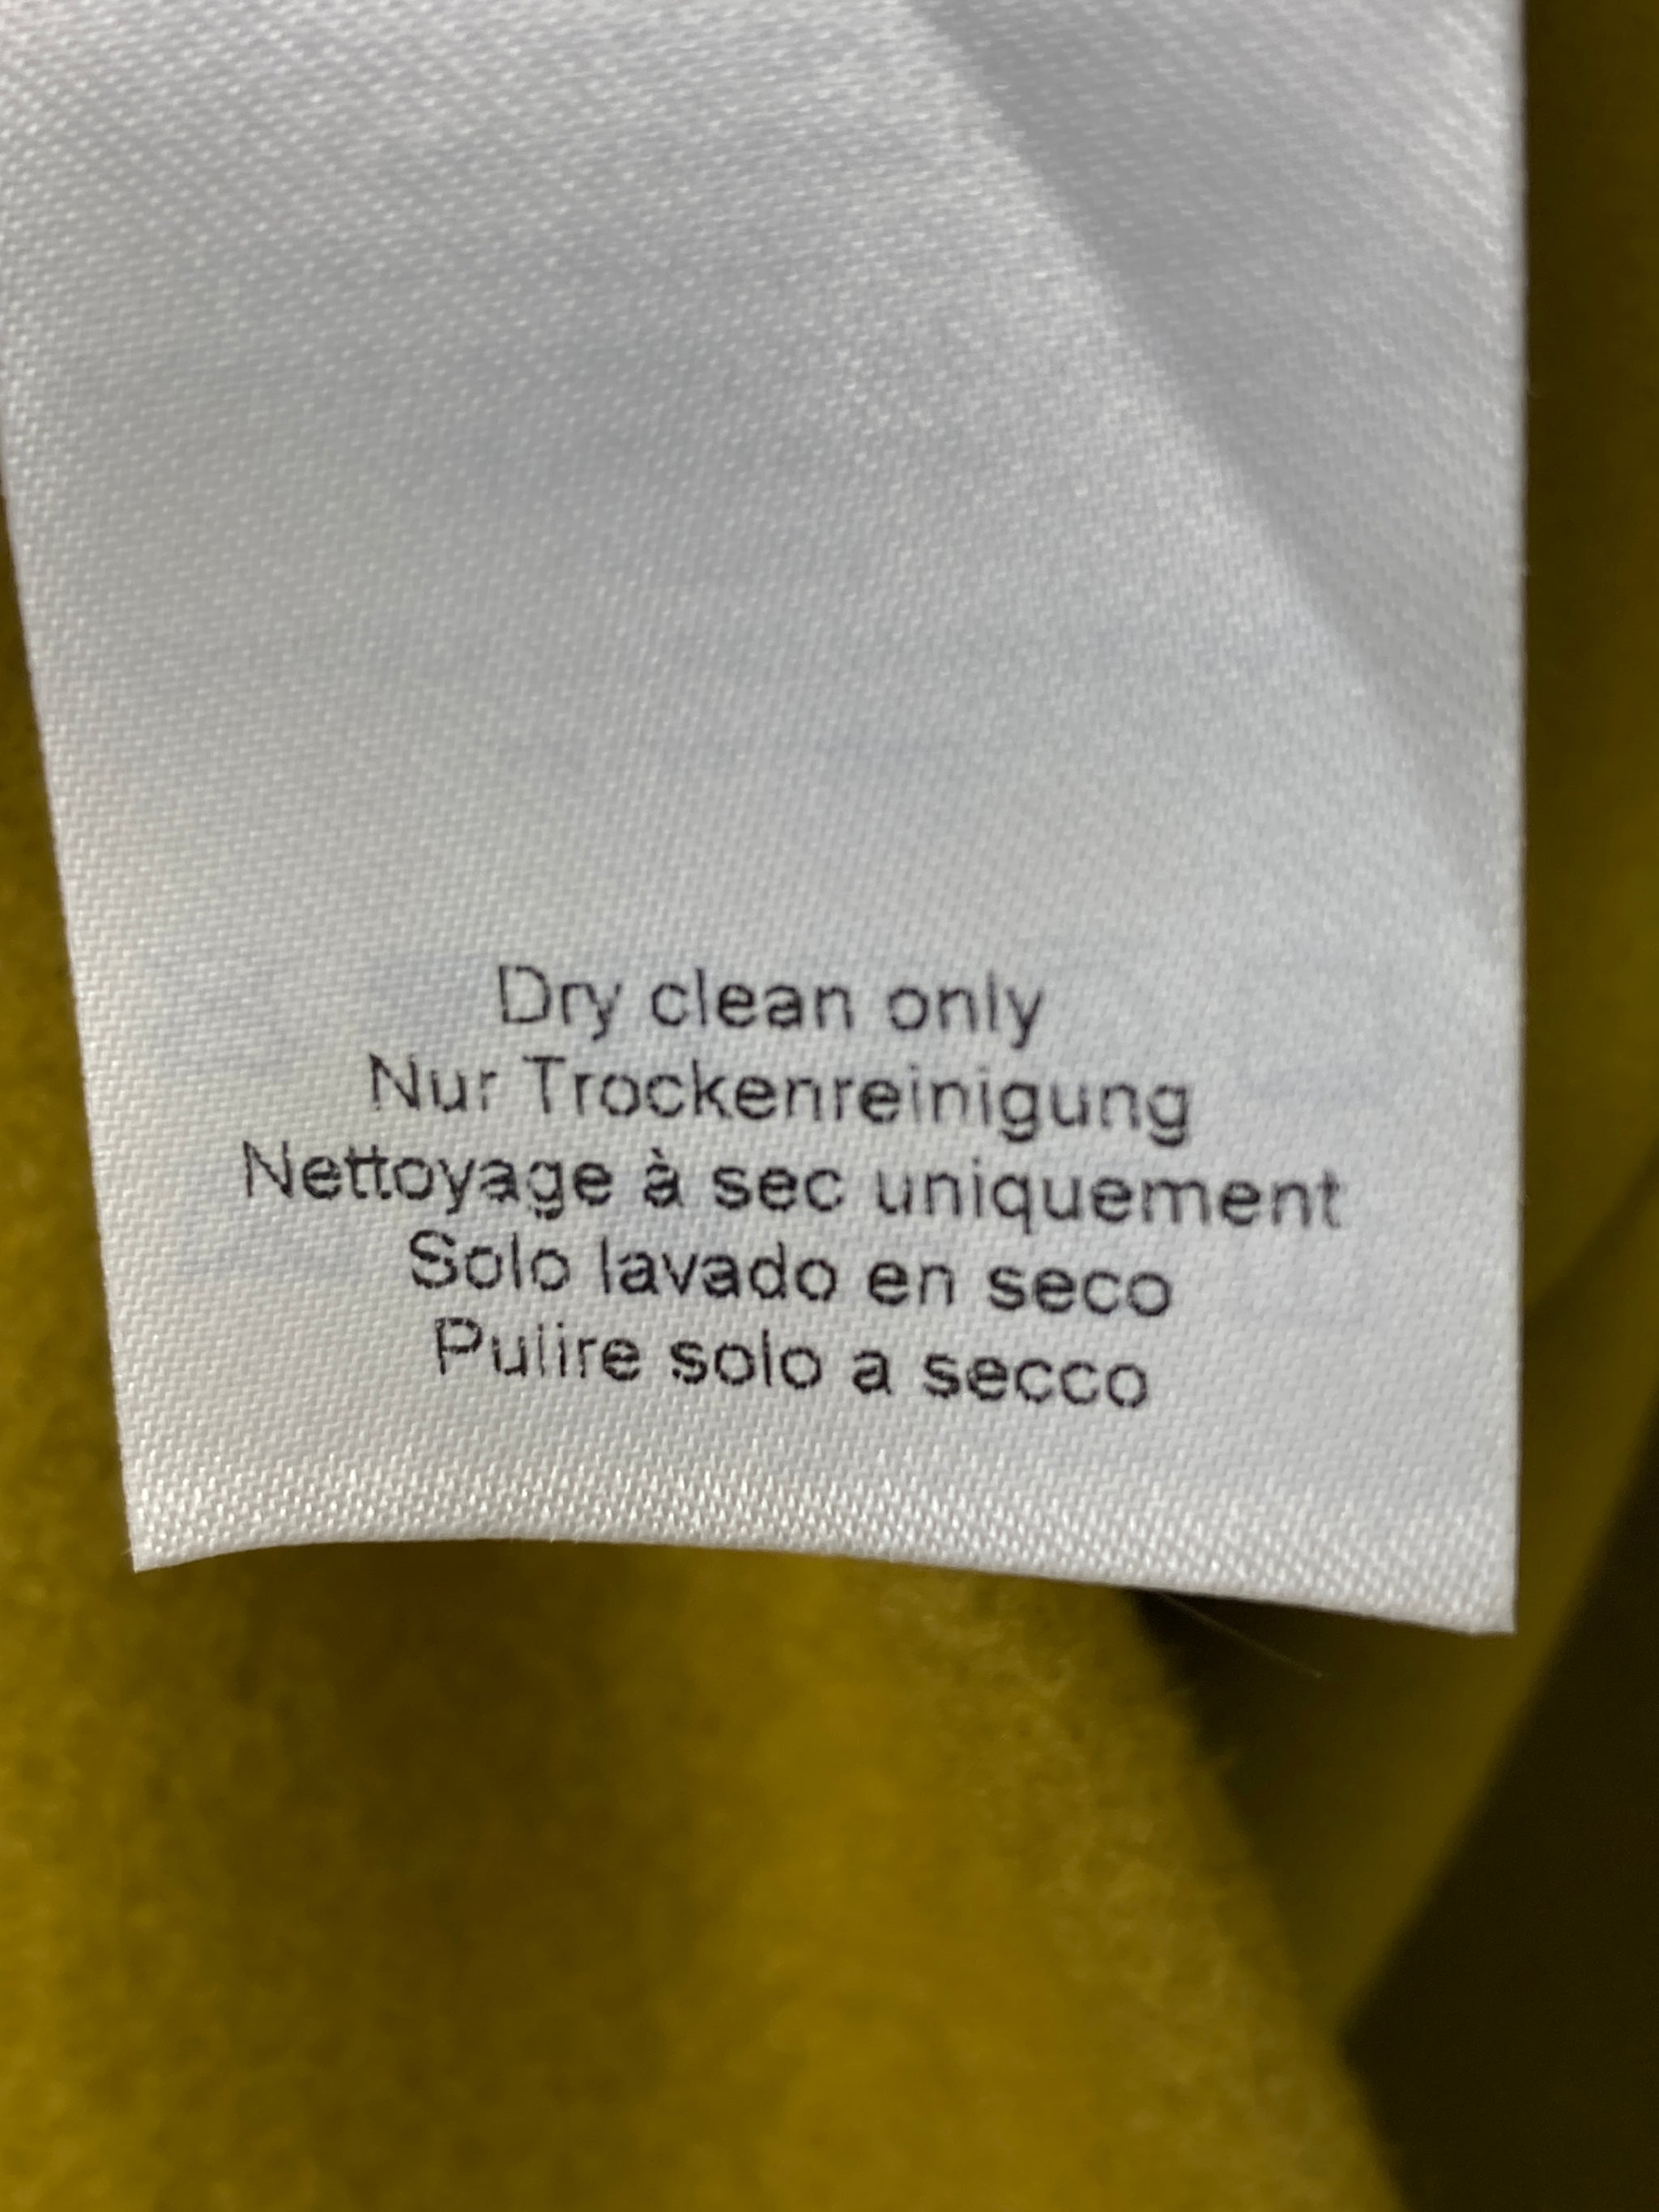 Dry clean only
Nur Trockenreinigung
Nettoyage à sec uniquement
Solo lavado en seco
Pulire solo a secco